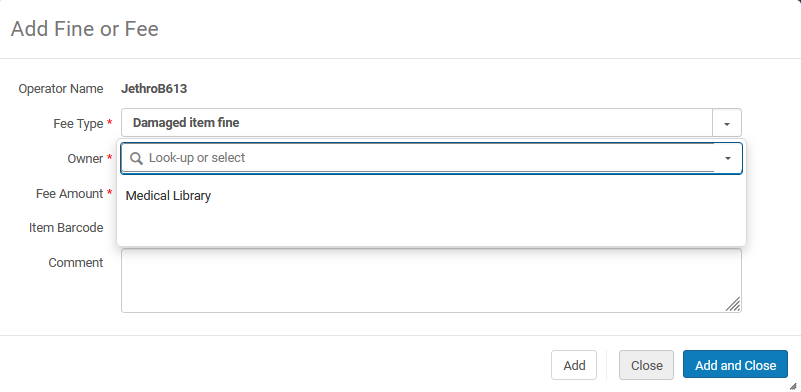 Add Fine or Fee
Operator Name JethroB613
Fee Type * Damaged item fine
Owner * Look-up or select
Fee Amount * Medical Library
Item Barcode
Comment
Add Close Add and Close